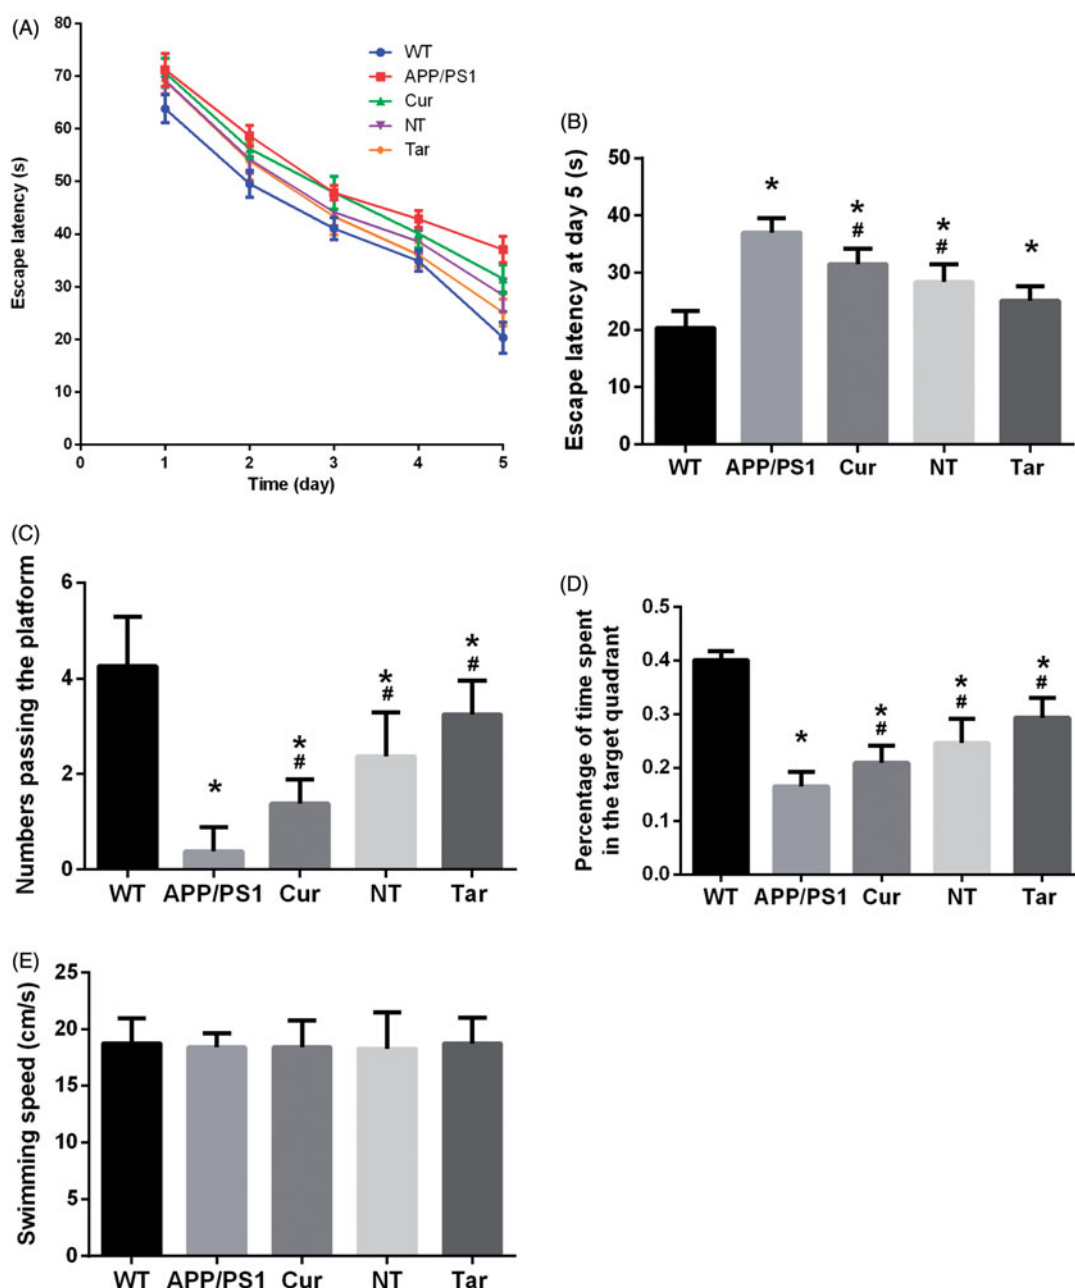 (A)
Escape latency (s)
80
70
60
50
40
30
20
10
0
0 1 2 3 4 5
Time (day)
WT
APP/PS1
Cur
NT
Tar
(B)
Escape latency at day 5 (s)
50
40
30
20
10
0
*
*
#
*
#
*
WT APP/PS1 Cur NT Tar
(C)
Numbers passing the platform
6
4
2
0
*
*
#
*
#
*
#
WT APP/PS1 Cur NT Tar
(D)
Percentage of time spent
in the target quadrant
0.5
0.4
0.3
0.2
0.1
0.0
*
*
#
*
#
*
#
WT APP/PS1 Cur NT Tar
(E)
Swimming speed (cm/s)
25
20
15
10
5
0
WT APP/PS1 Cur NT Tar